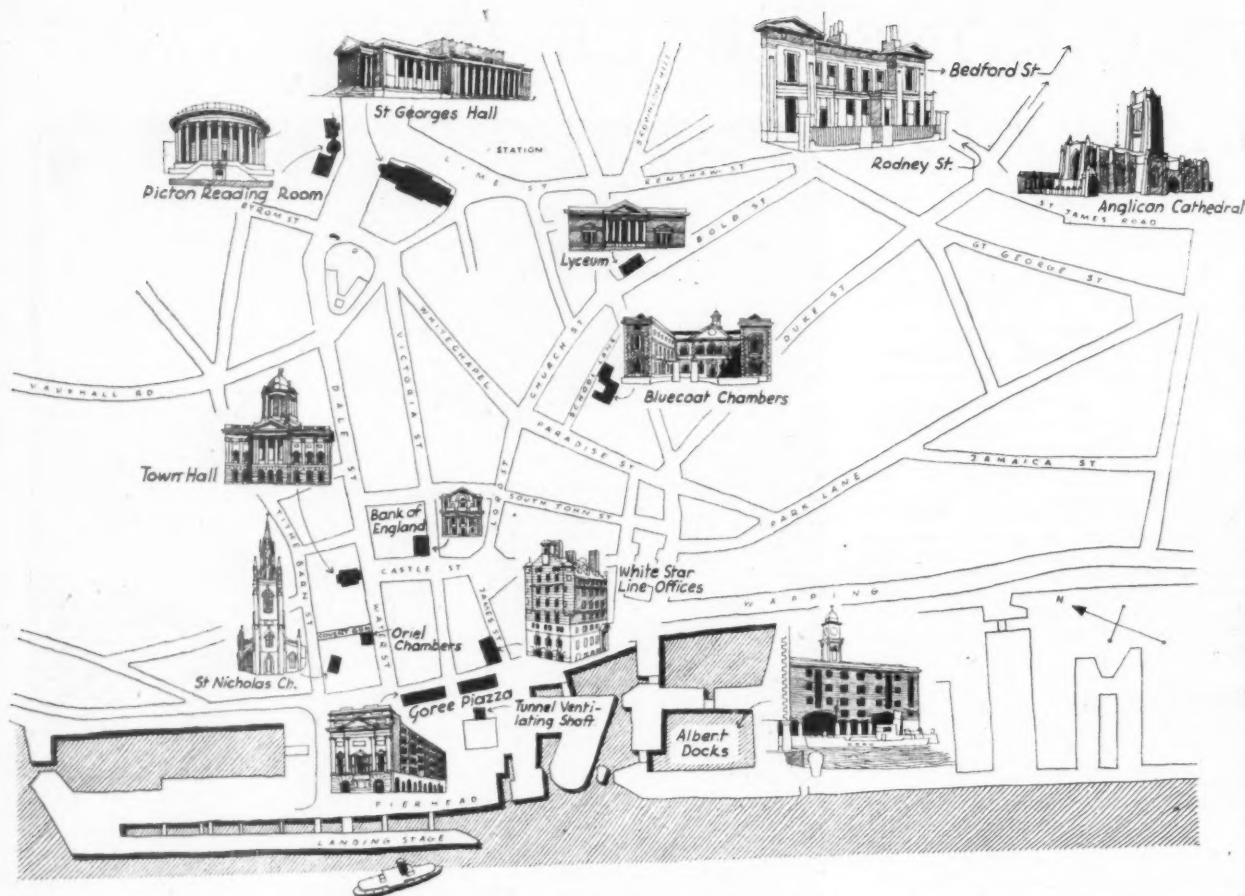 St Georges Hall
Bedford St.
STATION
LIME ST
BROWNLOW HILL
RENSHAW ST
Rodney St.
Picton Reading Room
BYROM ST
Anglican Cathedral
ST JAMES ROAD
Lyceum
BOLD ST
GT GEORGE ST
WHITECHAPEL
VICTORIA ST
CHURCH ST
SCHOOL LANE
DUKE ST
VAUXHALL RD
DALE ST
Bluecoat Chambers
PARADISE ST
Town Hall
LORD ST
SOUTH JOHN ST
PARK LANE
JAMAICA ST
Bank of
England
TITHE BARN ST
CASTLE ST
White Star
Line Offices
JAMES ST
WAPPING
N
COVENT GDN
WATER ST
Oriel
Chambers
St Nicholas Ch.
Goree Piazza
Tunnel Venti-
lating Shaft
Albert
Docks
PIER HEAD
LANDING STAGE